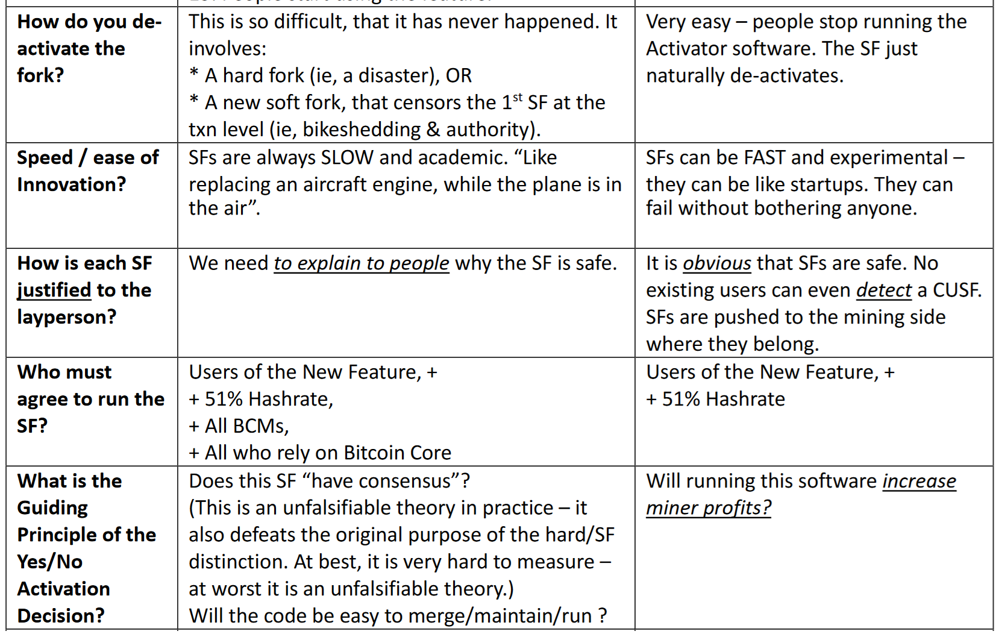 How do you de-
activate the
fork?
This is so difficult, that it has never happened. It
involves:
* A hard fork (ie, a disaster), OR
* A new soft fork, that censors the 1st SF at the
txn level (ie, bikeshedding & authority).
Very easy – people stop running the
Activator software. The SF just
naturally de-activates.
Speed / ease of
Innovation?
SFs are always SLOW and academic. “Like
replacing an aircraft engine, while the plane is in
the air”.
SFs can be FAST and experimental –
they can be like startups. They can
fail without bothering anyone.
How is each SF
justified to the
layperson?
We need to explain to people why the SF is safe.
It is obvious that SFs are safe. No
existing users can even detect a CUSF.
SFs are pushed to the mining side
where they belong.
Who must
agree to run the
SF?
Users of the New Feature, +
+ 51% Hashrate,
+ All BCMs,
+ All who rely on Bitcoin Core
Users of the New Feature, +
+ 51% Hashrate
What is the
Guiding
Principle of the
Yes/No
Activation
Decision?
Does this SF “have consensus”?
(This is an unfalsifiable theory in practice – it
also defeats the original purpose of the hard/SF
distinction. At best, it is very hard to measure –
at worst it is an unfalsifiable theory.)
Will the code be easy to merge/maintain/run ?
Will running this software increase
miner profits?